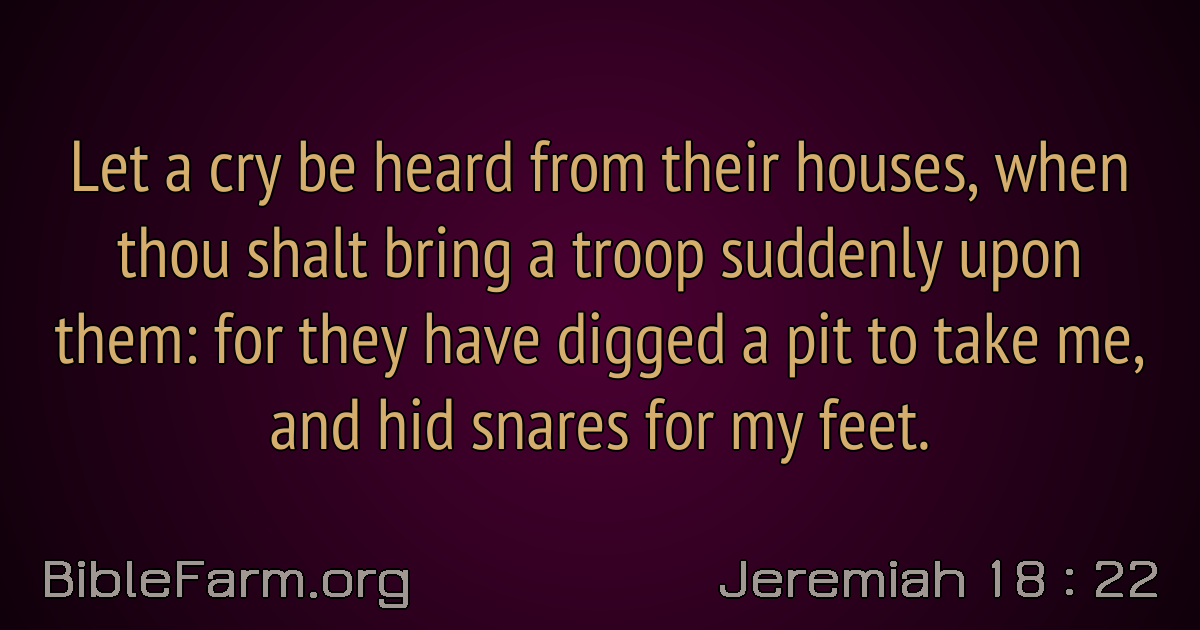 Let a cry be heard from their houses, when
thou shalt bring a troop suddenly upon
them: for they have digged a pit to take me,
and hid snares for my feet.
BibleFarm.org
Jeremiah 18 : 22